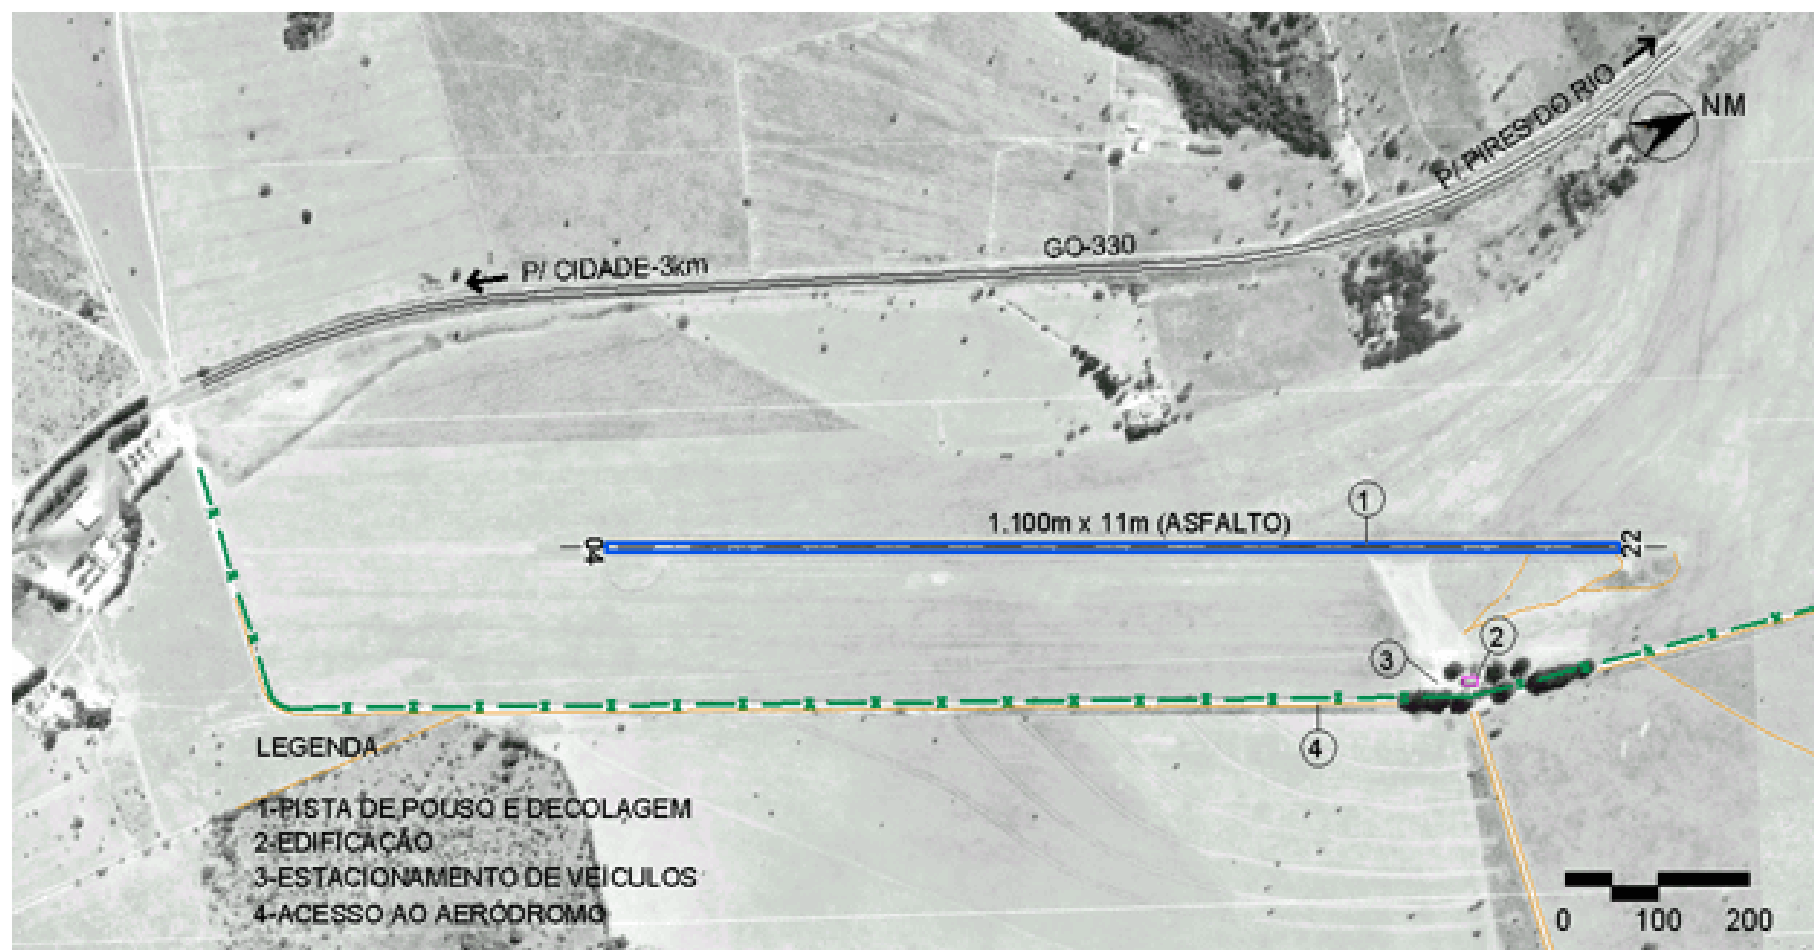 P/ PIRES DO RIO
NM
GO-330
P/ CIDADE-3km
1
1.100m x 11m (ASFALTO)
04
22
2
3
4
LEGENDA
1-PISTA DE POUSO E DECOLAGEM
2-EDIFICAÇÃO
3-ESTACIONAMENTO DE VEÍCULOS
4-ACESSO AO AERÓDROMO
0 100 200